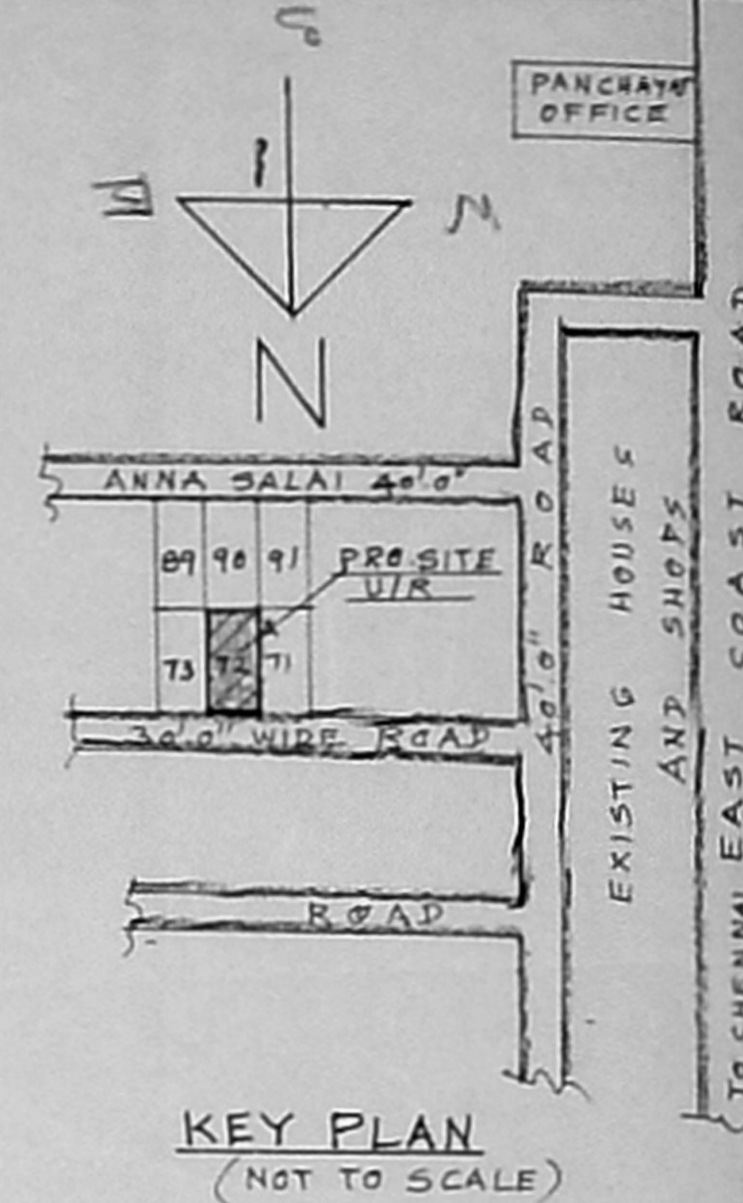 S
PANCHAYAT
OFFICE
E
W
N
ANNA SALAI 40'.0"
89 90 91
PRO.SITE
U/R
73 72 71
30'.0" WIDE ROAD
40'.0" ROAD
EXISTING HOUSES
AND SHOPS
TO CHENNAI EAST COAST ROAD
ROAD
KEY PLAN
(NOT TO SCALE)